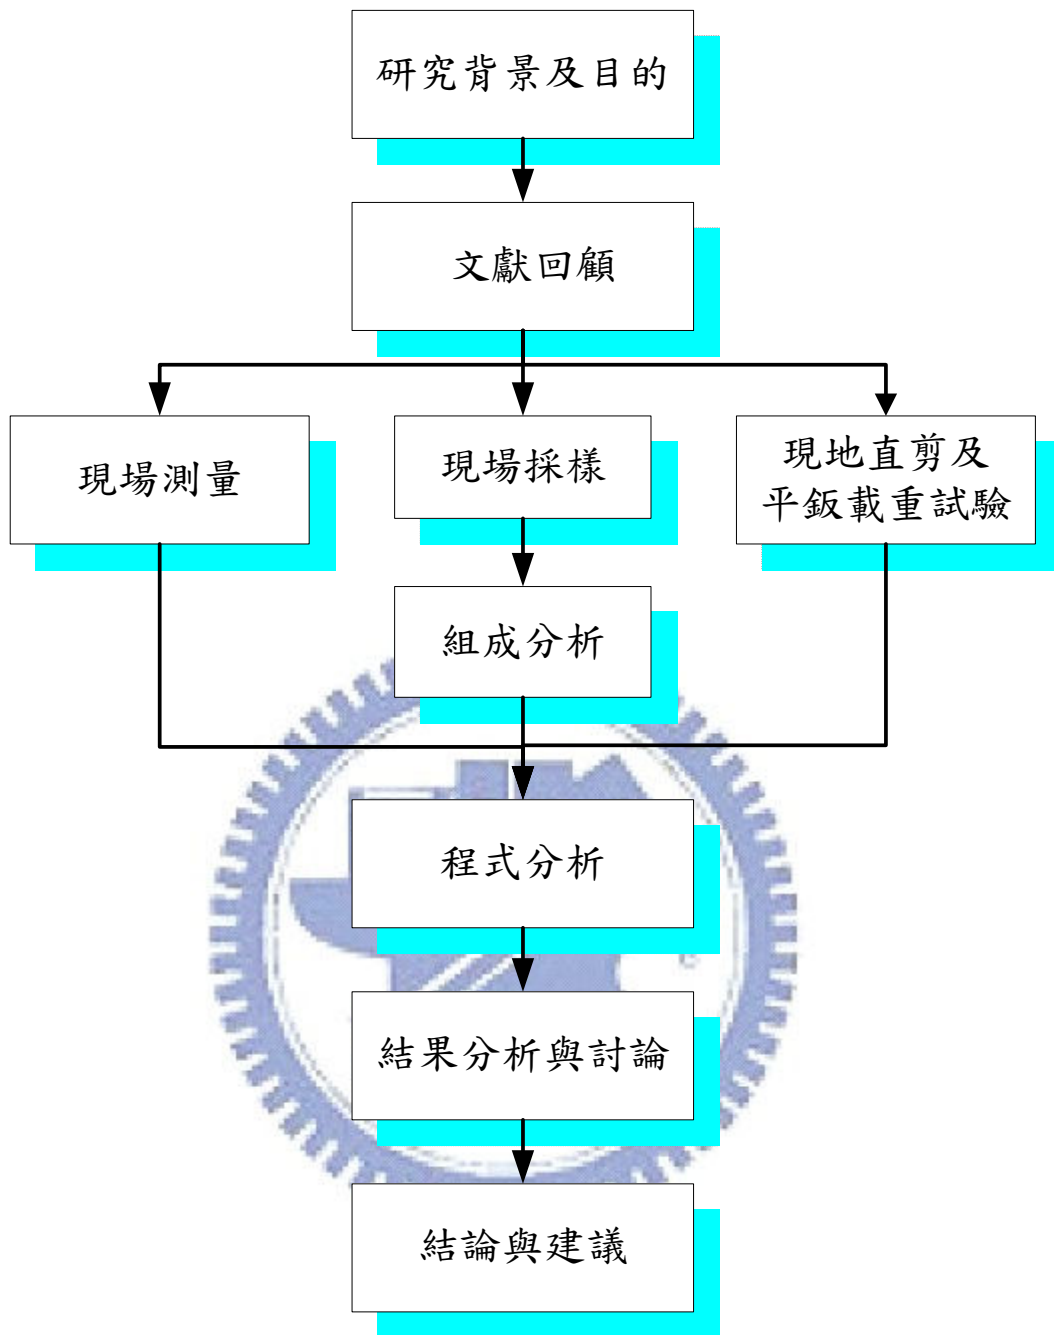 研究背景及目的
文獻回顧
現場測量
現場採樣
現地直剪及
平鈑載重試驗
組成分析
程式分析
結果分析與討論
結論與建議